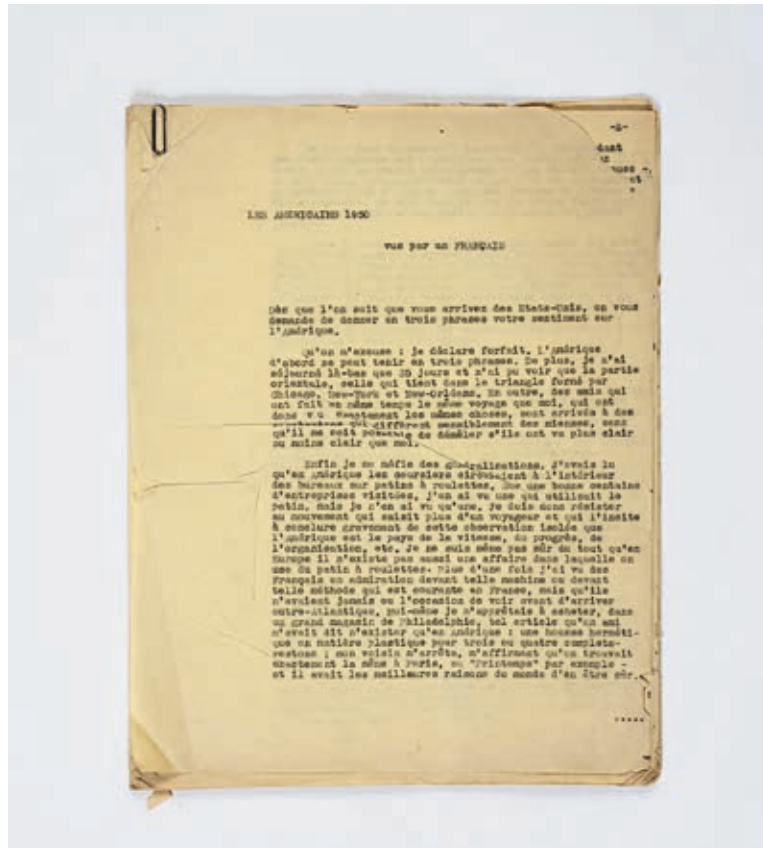 -2-
dant
un
ques -
et
LES AMERICAINS 1950
vus par un FRANÇAIS
Dès que l'on sait que vous arrivez des Etats-Unis, on vous
demande de donner en trois phrases votre sentiment sur
l'Amérique.
Qu'on m'excuse : je déclare forfait. L'Amérique
d'abord ne peut tenir en trois phrases. De plus, je n'ai
séjourné là-bas que 35 jours et n'ai pu voir que la partie
orientale, celle qui tient dans le triangle formé par
Chicago, New-York et New-Orléans. En outre, des amis qui
ont fait en même temps le même voyage que moi, qui ont
donc vu exactement les mêmes choses, sont arrivés à des
conclusions qui diffèrent sensiblement des miennes, sans
qu'il me soit possible de démêler s'ils ont vu plus clair
ou moins clair que moi.
Enfin je me méfie des généralisations. J'avais lu
qu'en Amérique les coursiers circulaient à l'intérieur
des bureaux sur patins à roulettes. Sur une bonne centaine
d'entreprises visitées, j'en ai vu une qui utilisait le
patin, mais je n'en ai vu qu'une. Je dois donc résister
au mouvement qui saisit plus d'un voyageur et qui l'incite
à conclure gravement de cette observation isolée que
l'Amérique est le pays de la vitesse, du progrès, de
l'organisation, etc. Je ne suis même pas sûr du tout qu'en
Europe il n'existe pas aussi une affaire dans laquelle on
use du patin à roulettes. Plus d'une fois j'ai vu des
Français en admiration devant telle machine ou devant
telle méthode qui est courante en France, mais qu'ils
n'avaient jamais eu l'occasion de voir avant d'arriver
outre-Atlantique. Moi-même je m'apprêtais à acheter, dans
un grand magasin de Philadelphie, tel article qu'un ami
m'avait dit n'exister qu'en Amérique : une housse herméti-
que en matière plastique pour trois ou quatre complets-
vestons ; mon voisin m'arrêta, m'affirmant qu'on trouvait
exactement la même à Paris, au "Printemps" par exemple -
et il avait les meilleures raisons du monde d'en être sûr.
.....